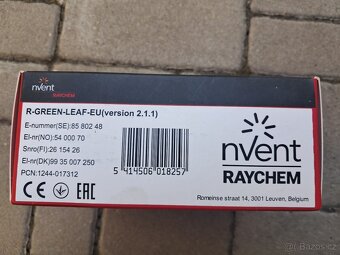 nvent
RAYCHEM
R-GREEN-LEAF-EU(version 2.1.1)
E-nummer(SE):85 802 48
El-nr(NO):54 000 70
Snro(FI):26 154 26
El-nr(DK)99 35 007 250
PCN:1244-017312
CE EAC
5 414506 018257
nvent
RAYCHEM
Romeinse straat 14, 3001 Leuven, Belgium